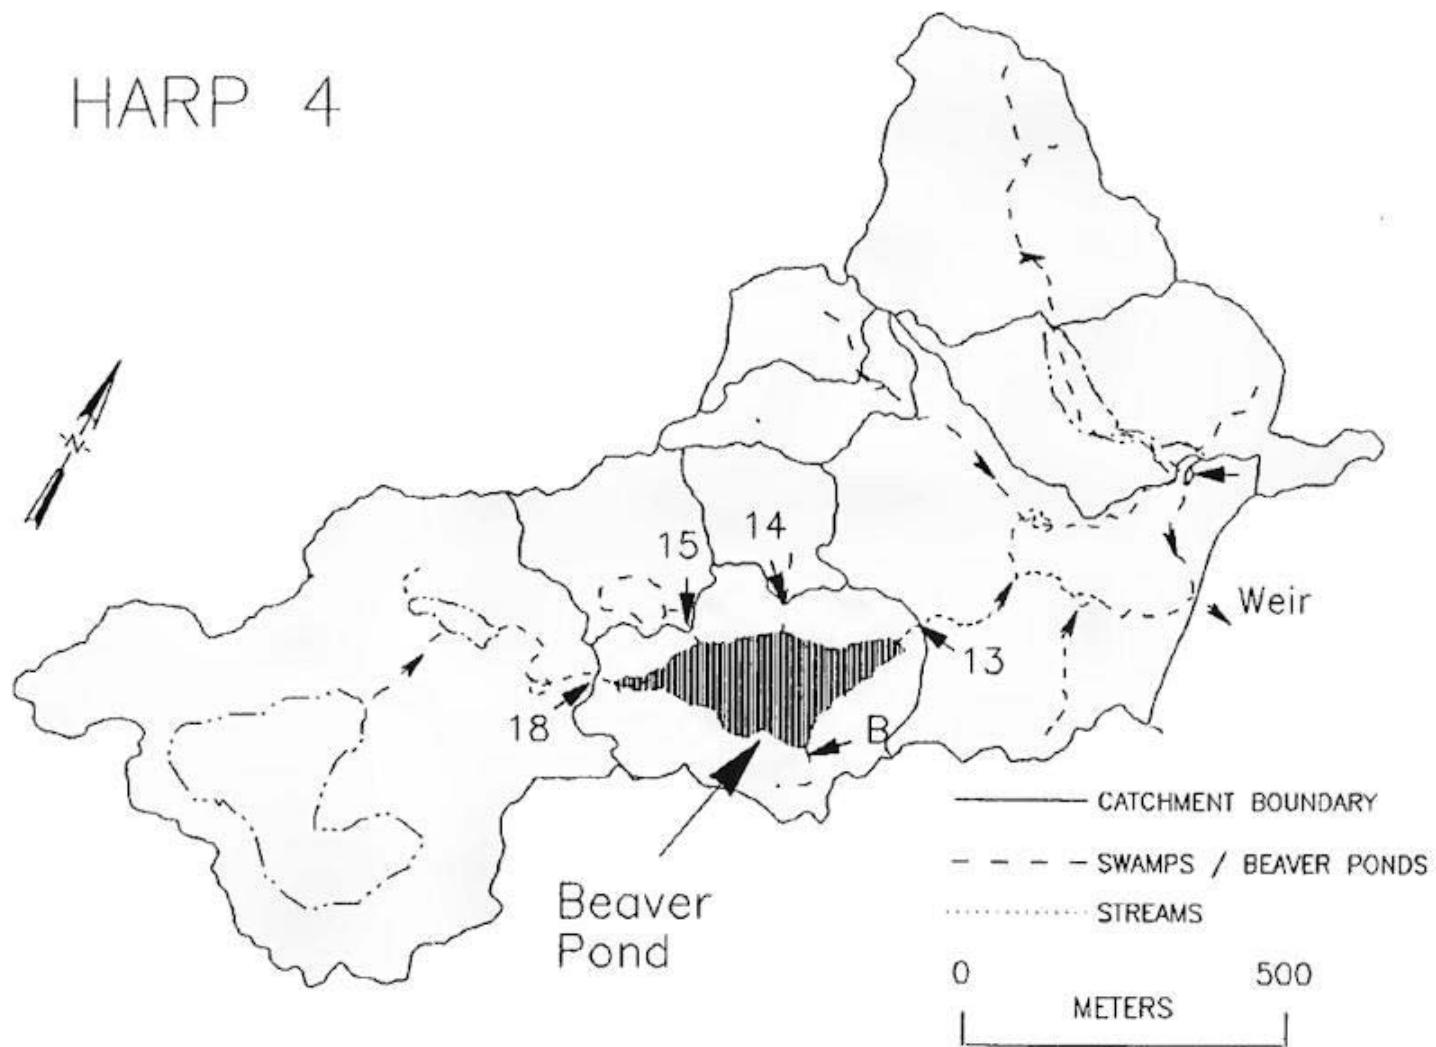 HARP 4
N
14
15
Weir
13
18
B
CATCHMENT BOUNDARY
SWAMPS / BEAVER PONDS
STREAMS
Beaver
Pond
0 500
METERS